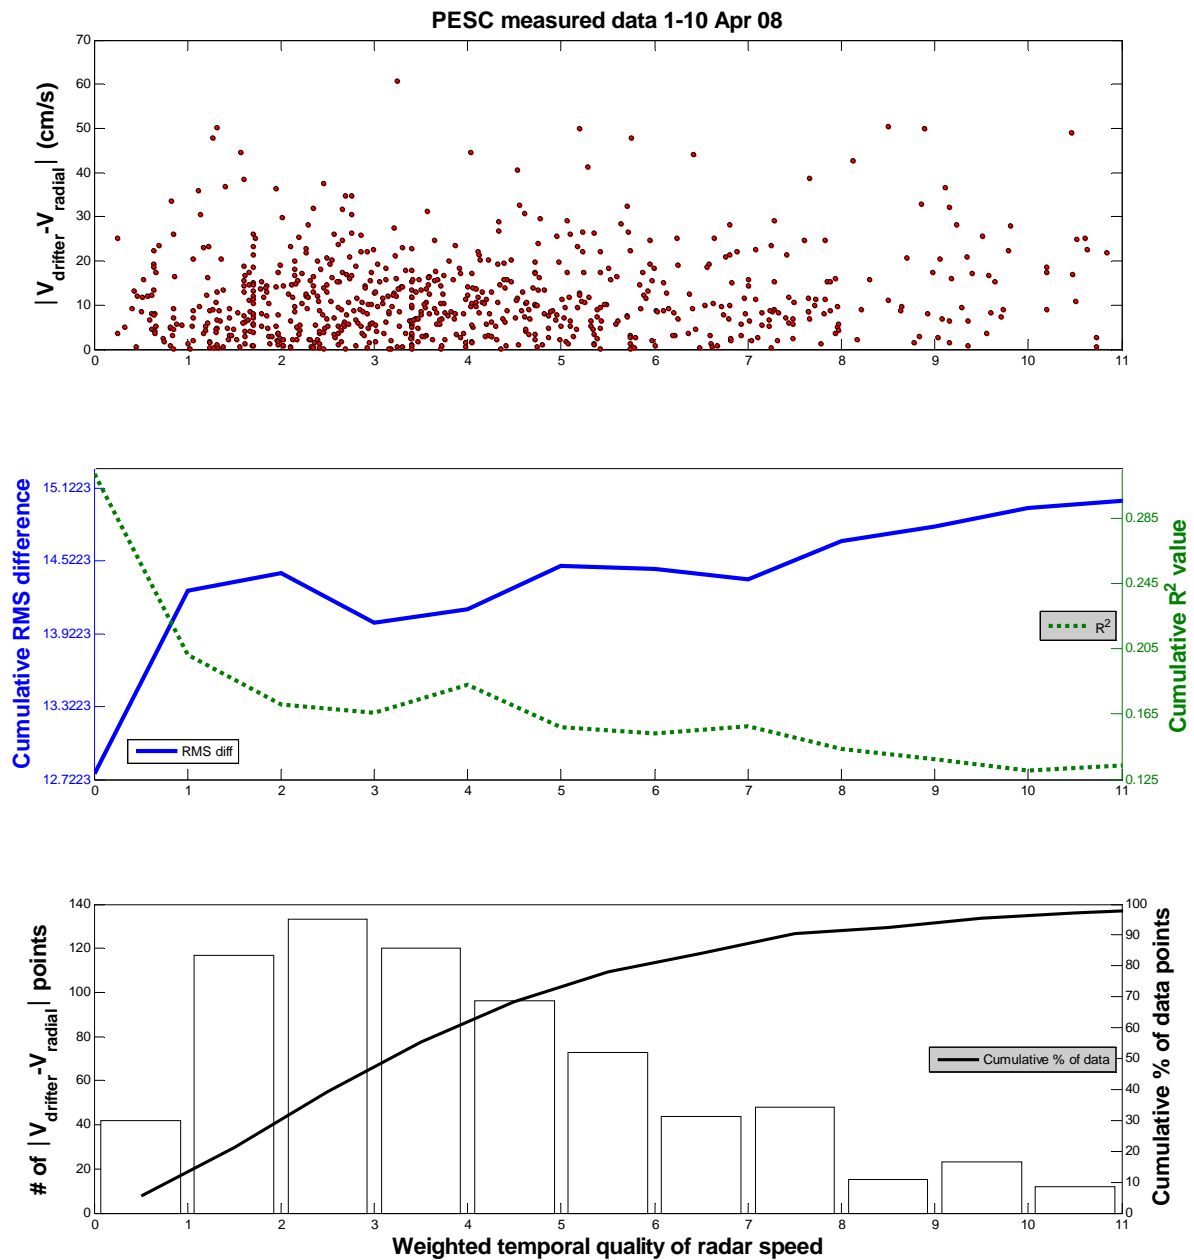 PESC measured data 1-10 Apr 08
|V_drifter-V_radial| (cm/s)
70
60
50
40
30
20
10
0
0 1 2 3 4 5 6 7 8 9 10 11
Cumulative RMS difference
15.1223
14.5223
13.9223
13.3223
12.7223
RMS diff
R²
0.285
0.245
0.205
0.165
0.125
Cumulative R² value
0 1 2 3 4 5 6 7 8 9 10 11
# of |V_drifter-V_radial| points
140
120
100
80
60
40
20
0
Cumulative % of data
100
90
80
70
60
50
40
30
20
10
0
Cumulative % of data points
0 1 2 3 4 5 6 7 8 9 10 11
Weighted temporal quality of radar speed